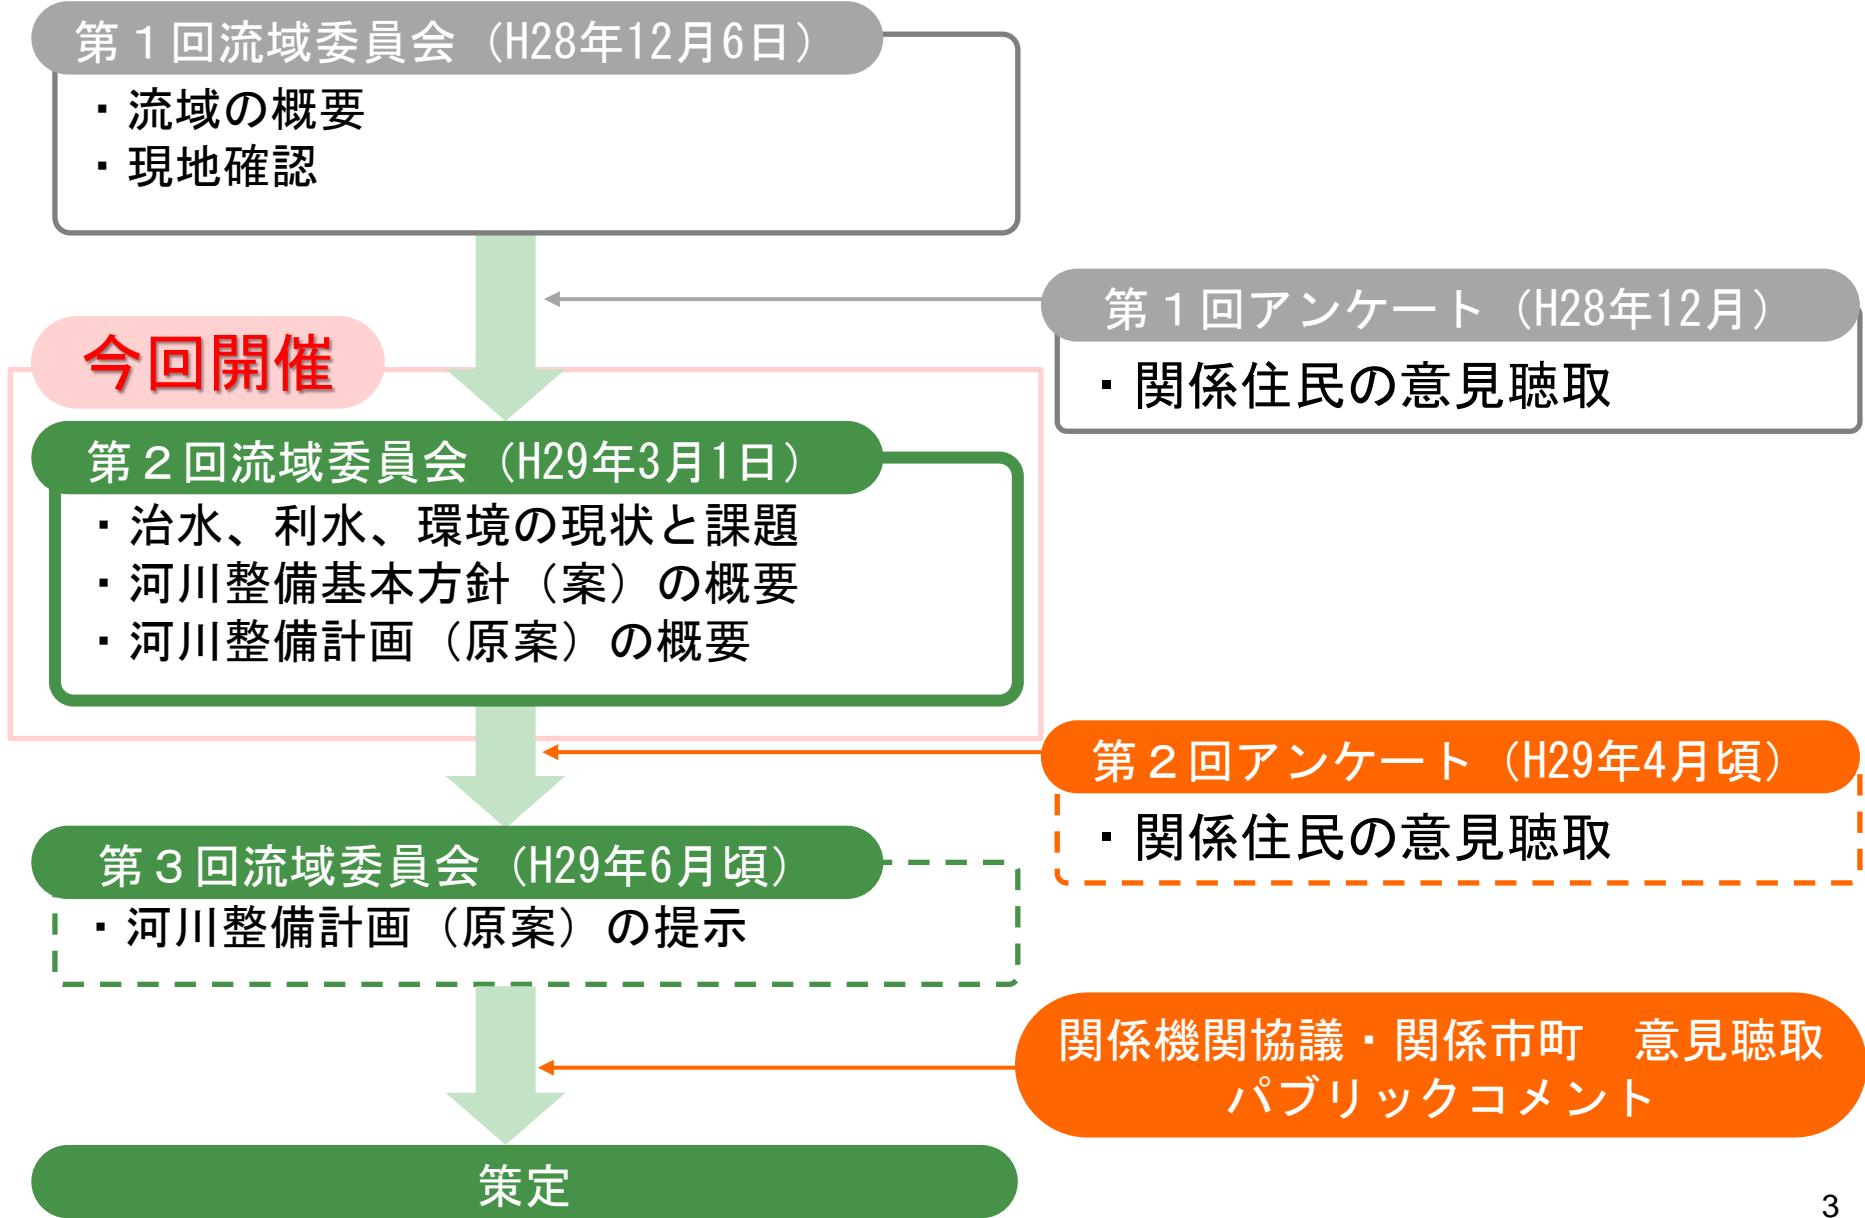 第１回流域委員会（H28年12月6日）
・流域の概要
・現地確認
第１回アンケート（H28年12月）
・関係住民の意見聴取
今回開催
第２回流域委員会（H29年3月1日）
・治水、利水、環境の現状と課題
・河川整備基本方針（案）の概要
・河川整備計画（原案）の概要
第２回アンケート（H29年4月頃）
・関係住民の意見聴取
第３回流域委員会（H29年6月頃）
・河川整備計画（原案）の提示
関係機関協議・関係市町　意見聴取
パブリックコメント
策定
3